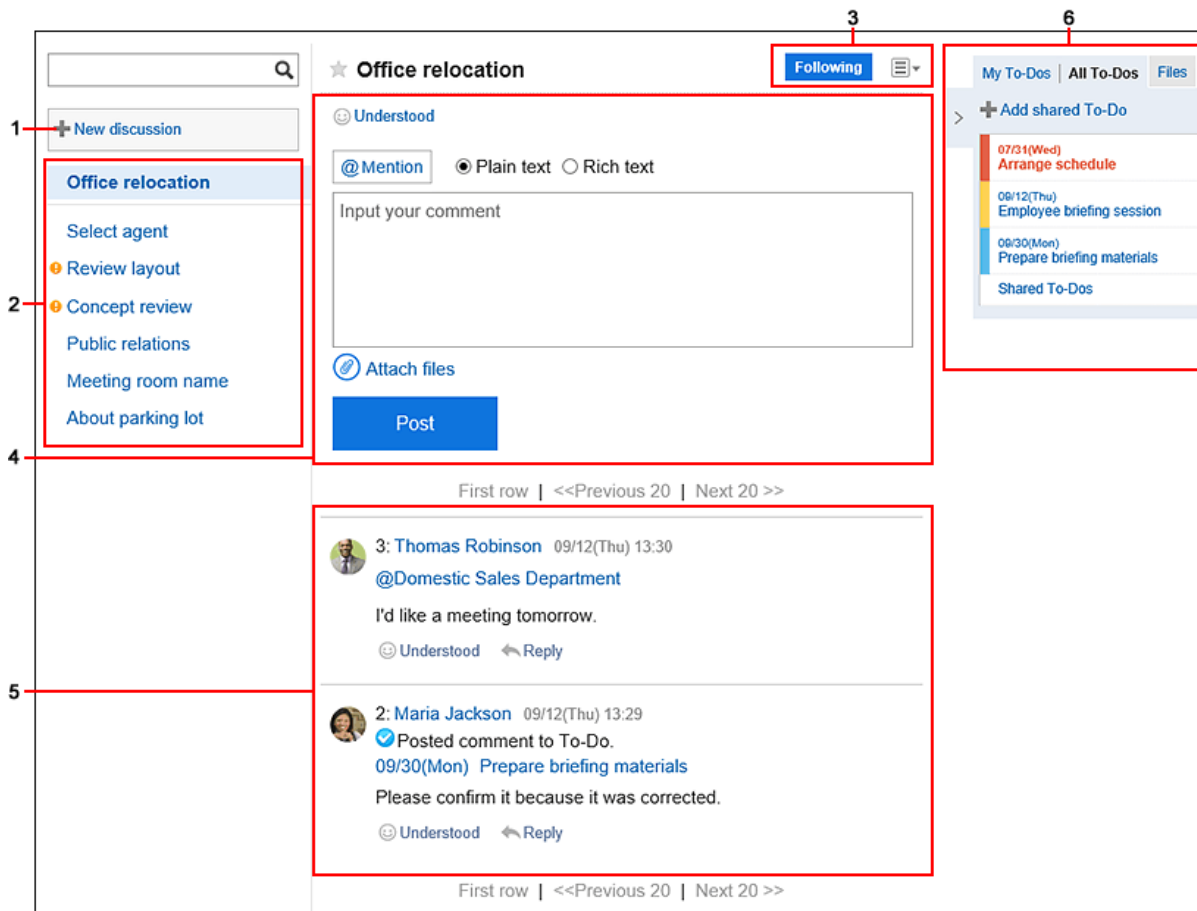 3
6
Office relocation
Following
My To-Dos | All To-Dos
Files
Add shared To-Do
07/31(Wed)
Arrange schedule
09/12(Thu)
Employee briefing session
09/30(Mon)
Prepare briefing materials
Shared To-Dos
1
New discussion
2
Office relocation
Select agent
Review layout
Concept review
Public relations
Meeting room name
About parking lot
4
Understood
@Mention
Plain text
Rich text
Input your comment
Attach files
Post
First row | <<Previous 20 | Next 20 >>
5
3: Thomas Robinson 09/12(Thu) 13:30
@Domestic Sales Department
I'd like a meeting tomorrow.
Understood
Reply
2: Maria Jackson 09/12(Thu) 13:29
Posted comment to To-Do.
09/30(Mon) Prepare briefing materials
Please confirm it because it was corrected.
Understood
Reply
First row | <<Previous 20 | Next 20 >>